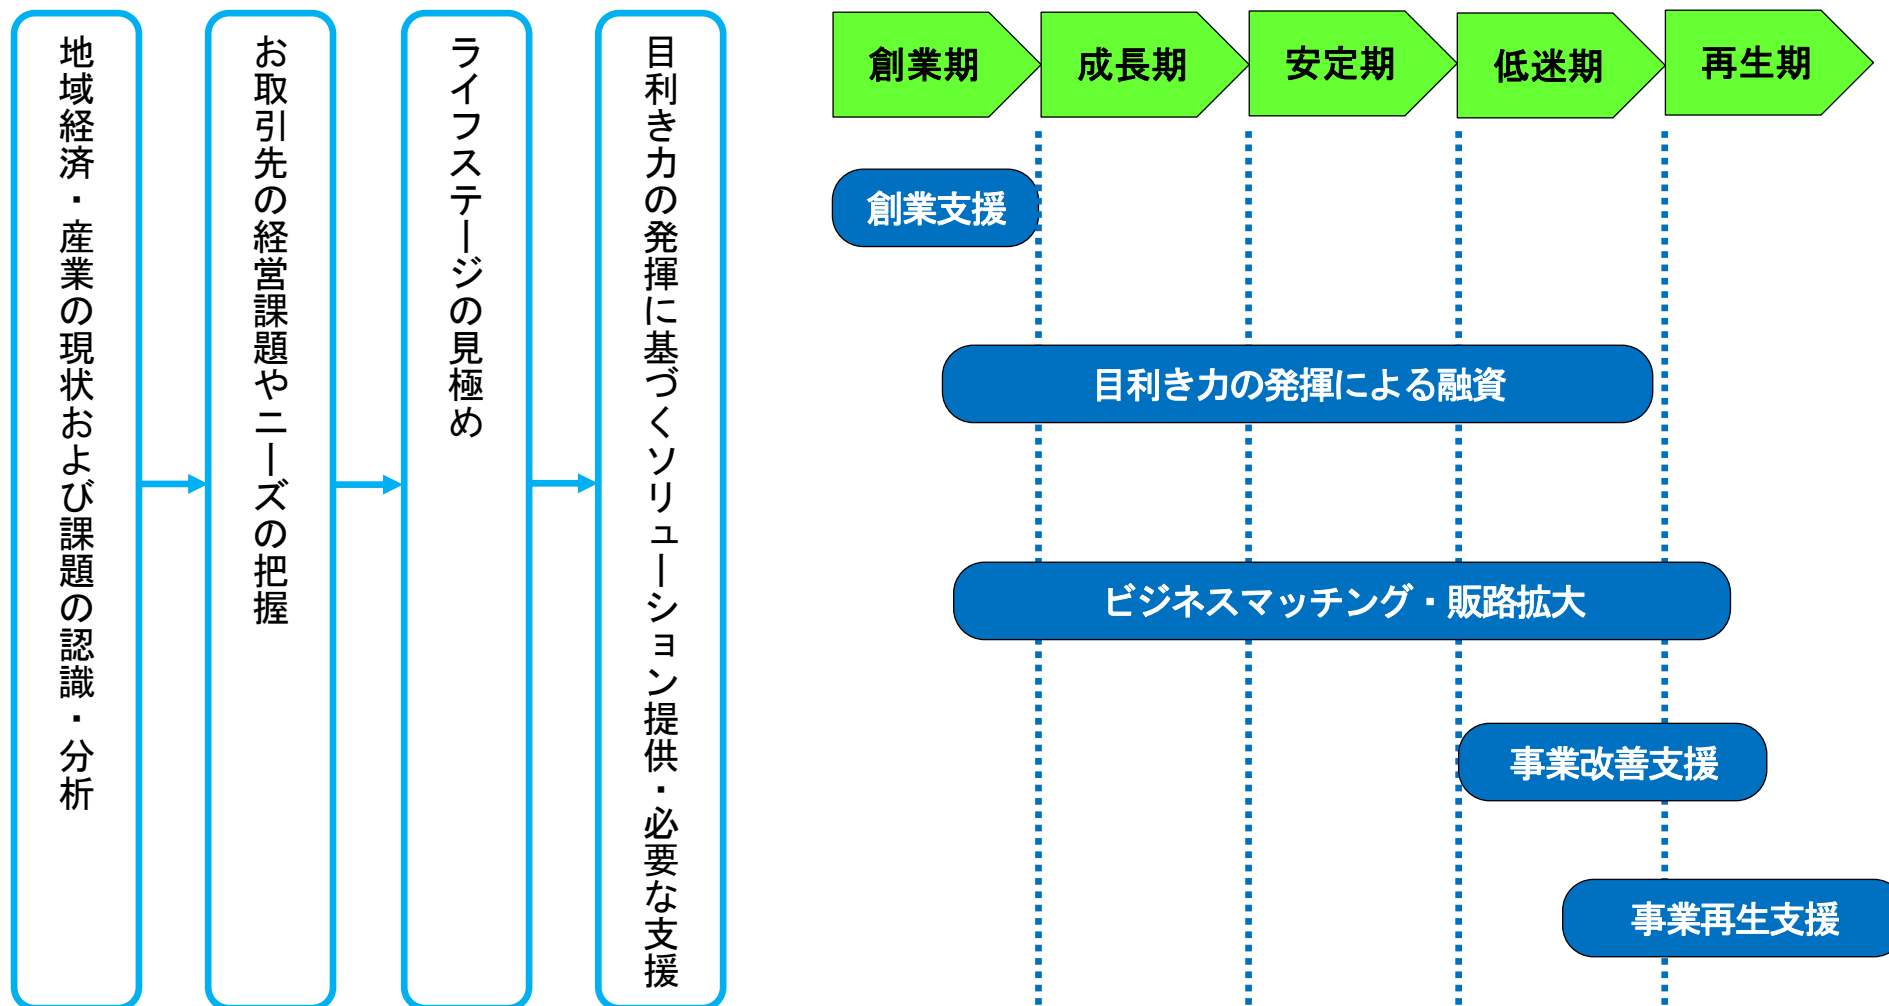 地域経済・産業の現状および課題の認識・分析
お取引先の経営課題やニーズの把握
ライフステージの見極め
目利き力の発揮に基づくソリューション提供・必要な支援
創業期
成長期
安定期
低迷期
再生期
創業支援
目利き力の発揮による融資
ビジネスマッチング・販路拡大
事業改善支援
事業再生支援